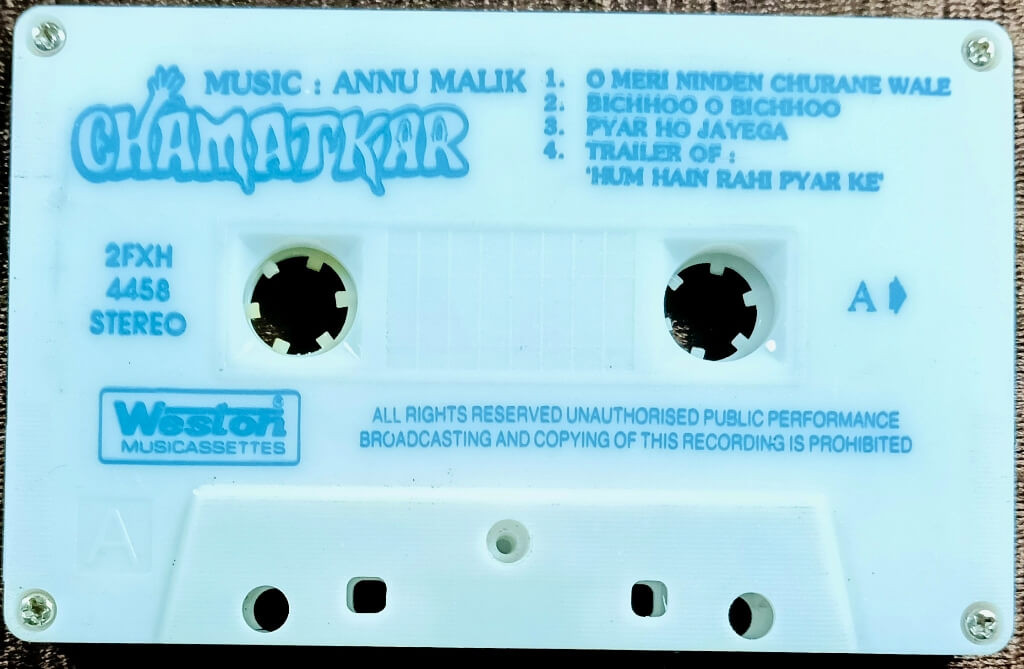 MUSIC : ANNU MALIK
CHAMATKAR
1. O MERI NINDEN CHURANE WALE
2. BICHHOO O BICHHOO
3. PYAR HO JAYEGA
4. TRAILER OF :
'HUM HAIN RAHI PYAR KE'
2FXH
4458
STEREO
A
Weston®
MUSICASSETTES
ALL RIGHTS RESERVED UNAUTHORISED PUBLIC PERFORMANCE
BROADCASTING AND COPYING OF THIS RECORDING IS PROHIBITED
A